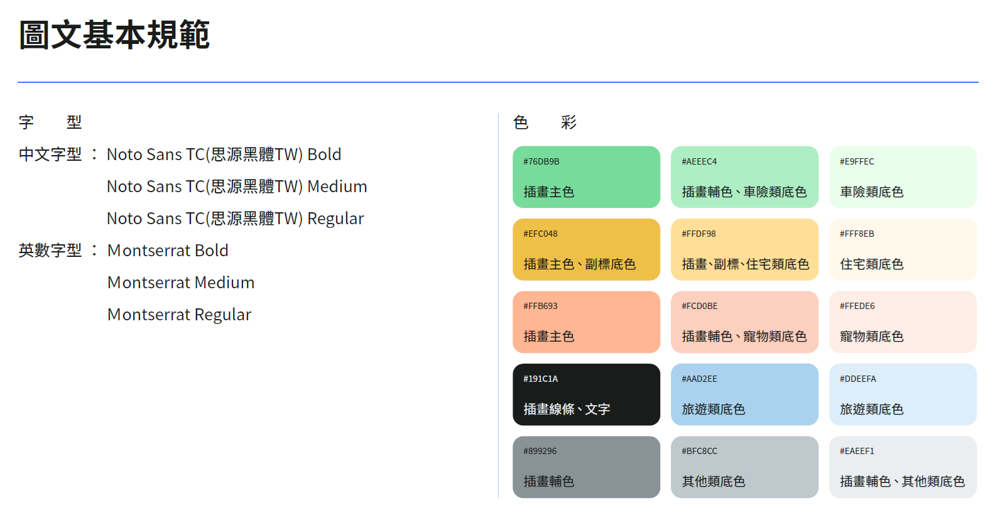 圖文基本規範
字 型
中文字型 ： Noto Sans TC(思源黑體TW) Bold
Noto Sans TC(思源黑體TW) Medium
Noto Sans TC(思源黑體TW) Regular
英數字型 ： Montserrat Bold
Montserrat Medium
Montserrat Regular
色 彩
#76DB9B
插畫主色
#AEEEC4
插畫輔色、車險類底色
#E9FFEC
車險類底色
#EFC048
插畫主色、副標底色
#FFDF98
插畫、副標、住宅類底色
#FFF8EB
住宅類底色
#FFB693
插畫主色
#FCD0BE
插畫輔色、寵物類底色
#FFEDE6
寵物類底色
#191C1A
插畫線條、文字
#AAD2EE
旅遊類底色
#DDEEFA
旅遊類底色
#899296
插畫輔色
#BFC8CC
其他類底色
#EAEEF1
插畫輔色、其他類底色